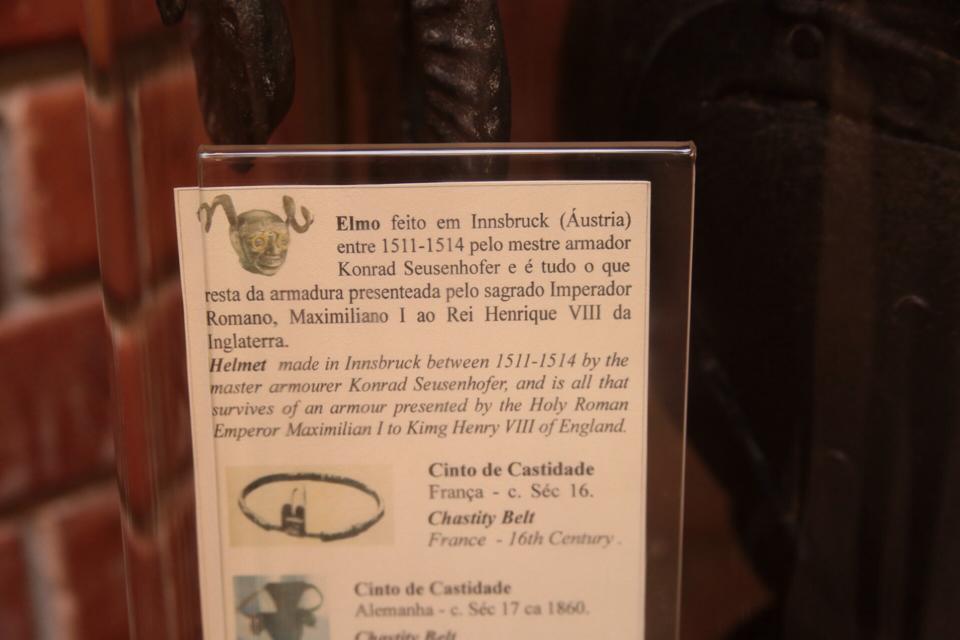 Elmo feito em Innsbruck (Áustria)
entre 1511-1514 pelo mestre armador
Konrad Seusenhofer e é tudo o que
resta da armadura presenteada pelo sagrado Imperador
Romano, Maximiliano I ao Rei Henrique VIII da
Inglaterra.
Helmet made in Innsbruck between 1511-1514 by the
master armourer Konrad Seusenhofer, and is all that
survives of an armour presented by the Holy Roman
Emperor Maximilian I to Kimg Henry VIII of England.
Cinto de Castidade
França - c. Séc 16.
Chastity Belt
France - 16th Century.
Cinto de Castidade
Alemanha - c. Séc 17 ca 1860.
Chastity Belt